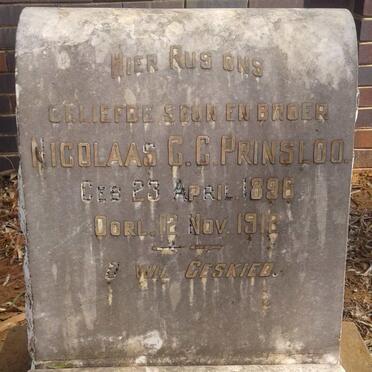 HIER RUS ONS
GELIEFDE SEUN EN BROER
NICOLAAS G. C. PRINSLOO.
GEB 23 APRIL 1896
OORL. 12 NOV. 1918
U WIL GESKIED.